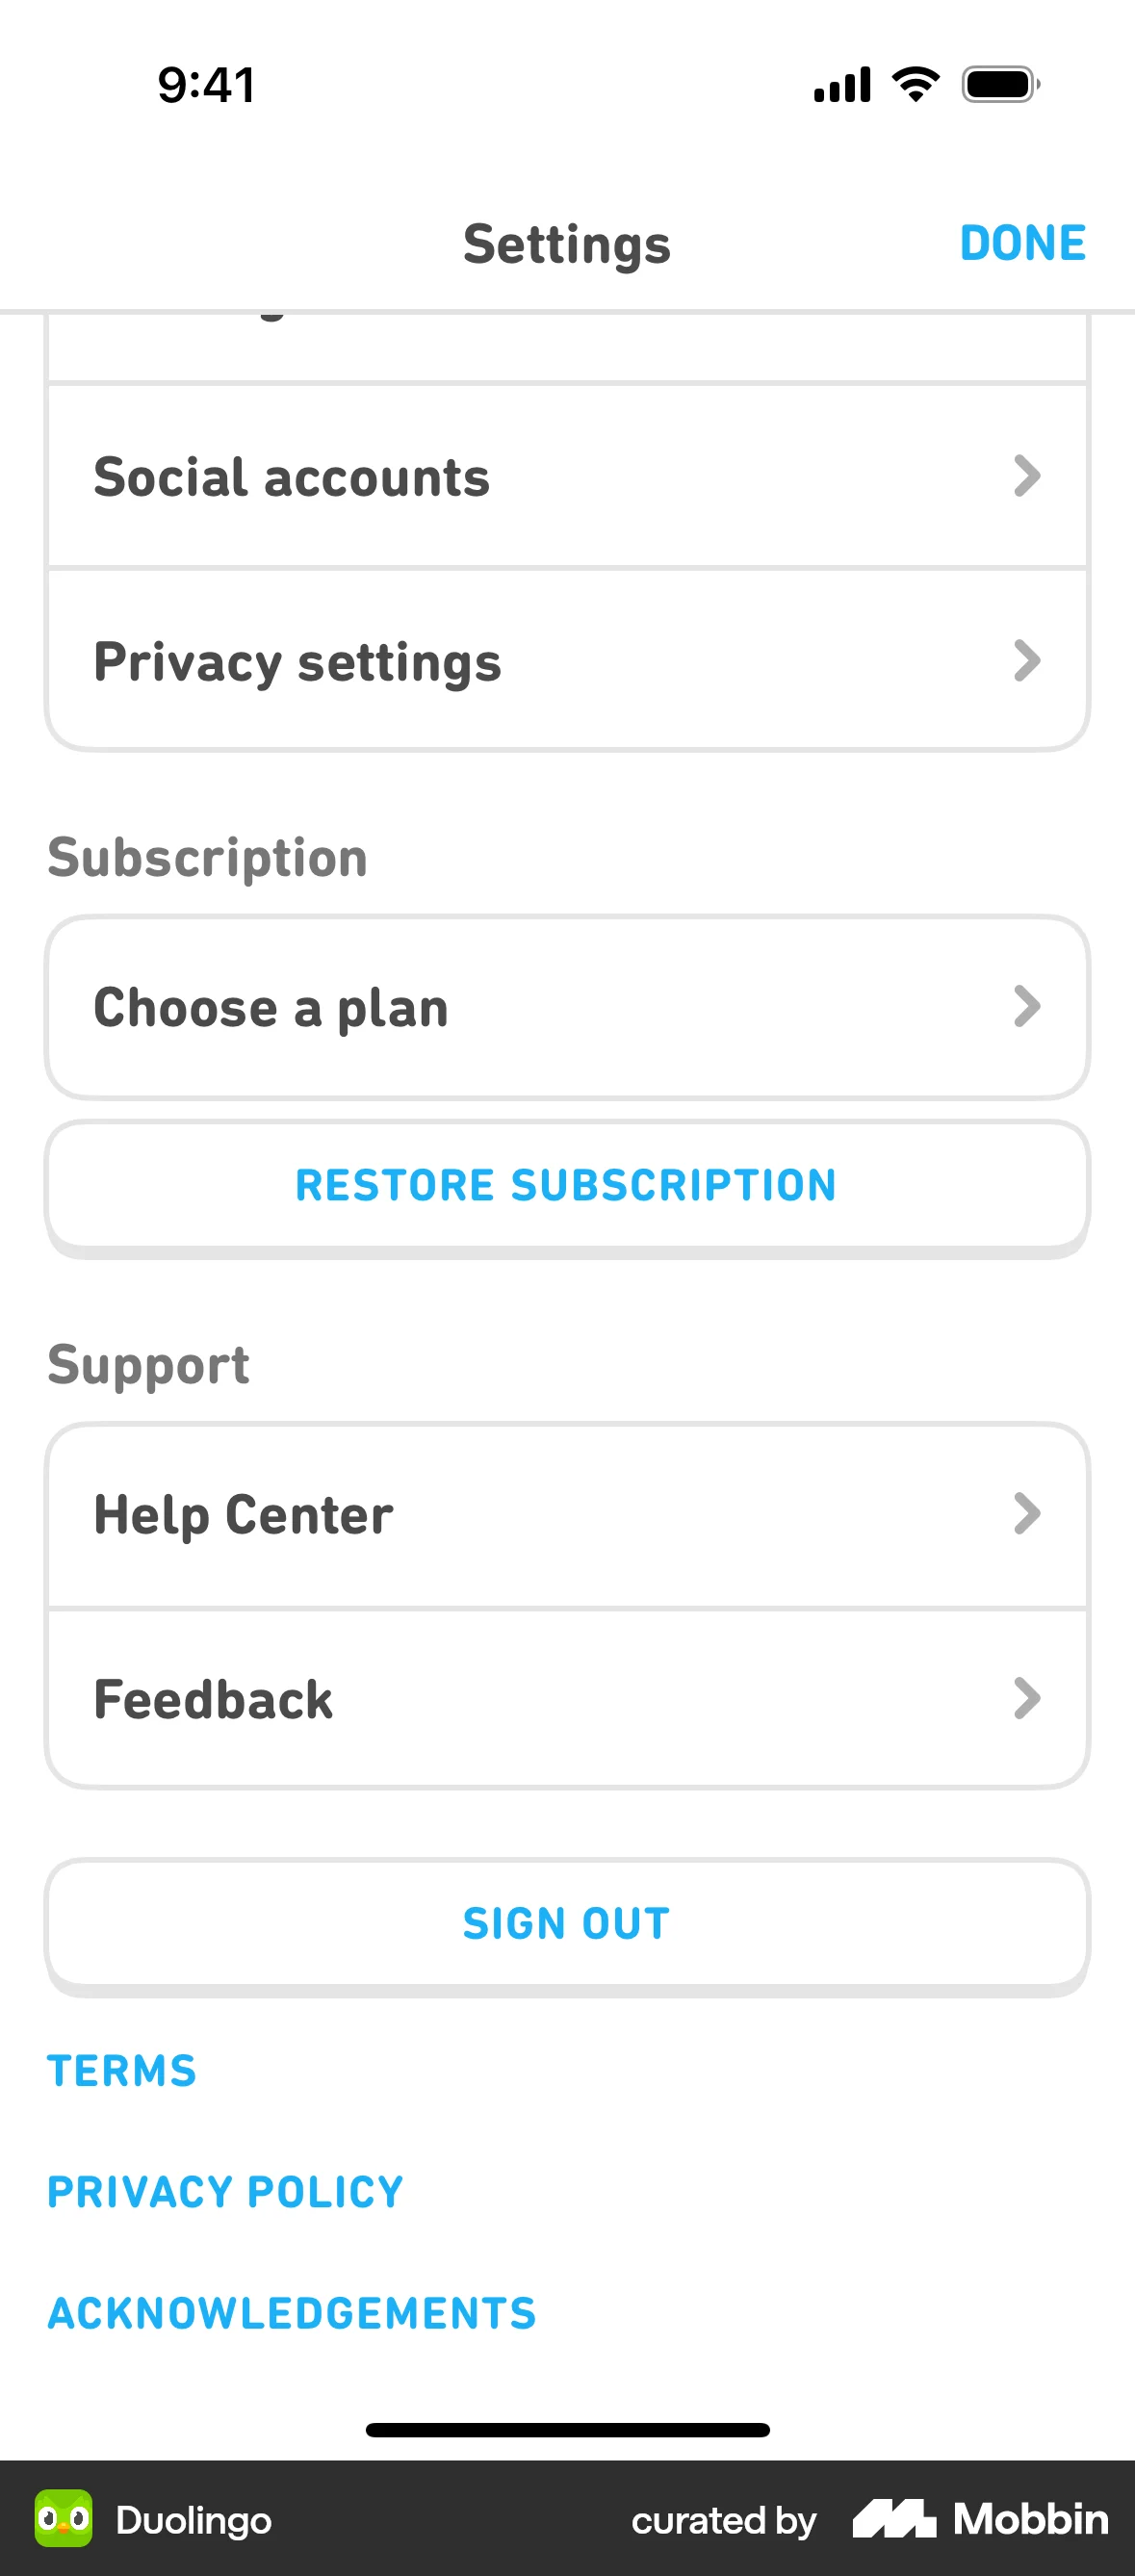 9:41
Settings
DONE
Social accounts
Privacy settings
Subscription
Choose a plan
RESTORE SUBSCRIPTION
Support
Help Center
Feedback
SIGN OUT
TERMS
PRIVACY POLICY
ACKNOWLEDGEMENTS
Duolingo
curated by Mobbin